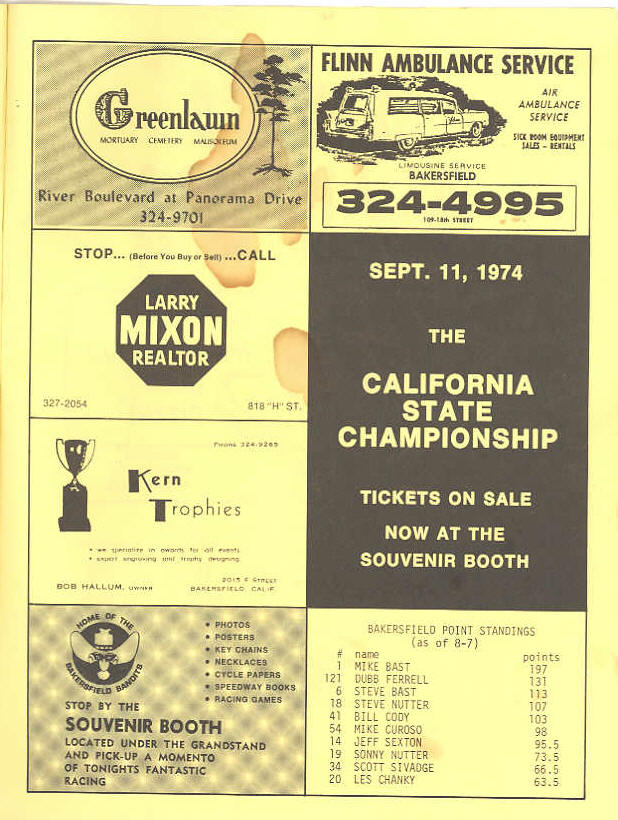 Greenlawn
MORTUARY CEMETERY MAUSOLEUM
River Boulevard at Panorama Drive
324-9701
FLINN AMBULANCE SERVICE
AIR
AMBULANCE
SERVICE
SICK ROOM EQUIPMENT
SALES - RENTALS
LIMOUSINE SERVICE
BAKERSFIELD
324-4995
109-18th STREET
STOP... (Before You Buy or Sell) ...CALL
LARRY
MIXON
REALTOR
327-2054
818 "H" ST.
SEPT. 11, 1974
THE
CALIFORNIA
STATE
CHAMPIONSHIP
TICKETS ON SALE
NOW AT THE
SOUVENIR BOOTH
Phone 324-9265
Kern
Trophies
• we specialize in awards for all events
• expert engraving and trophy designing
BOB HALLUM, OWNER
2015 F STREET
BAKERSFIELD, CALIF.
HOME OF THE
BAKERSFIELD BANDITS
• PHOTOS
• POSTERS
• KEY CHAINS
• NECKLACES
• CYCLE PAPERS
• SPEEDWAY BOOKS
• RACING GAMES
STOP BY THE
SOUVENIR BOOTH
LOCATED UNDER THE GRANDSTAND
AND PICK-UP A MOMENTO
OF TONIGHTS FANTASTIC
RACING
BAKERSFIELD POINT STANDINGS
(as of 8-7)
# name points
1 MIKE BAST 197
121 DUBB FERRELL 131
6 STEVE BAST 113
18 STEVE NUTTER 107
41 BILL CODY 103
54 MIKE CUROSO 98
14 JEFF SEXTON 95.5
19 SONNY NUTTER 73.5
34 SCOTT SIVADGE 66.5
20 LES CHANKY 63.5